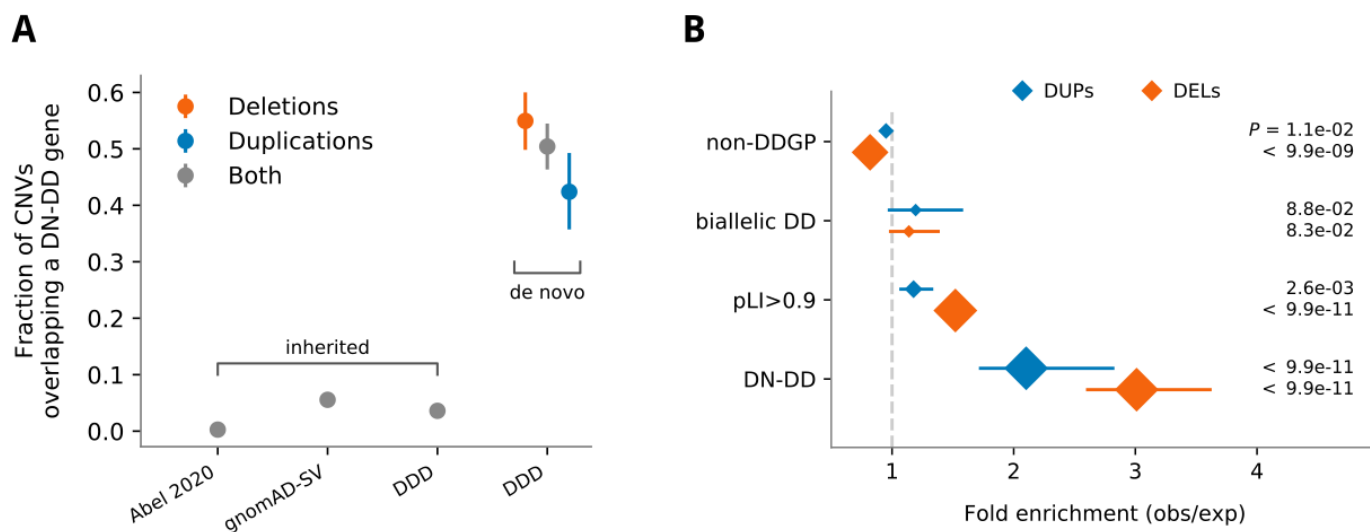 A
Fraction of CNVs
overlapping a DN-DD gene
0.6
0.5
0.4
0.3
0.2
0.1
0.0
Deletions
Duplications
Both
de novo
inherited
Abel 2020
gnomAD-SV
DDD
DDD
B
DUPs
DELs
non-DDGP
P = 1.1e-02
< 9.9e-09
biallelic DD
8.8e-02
8.3e-02
pLI>0.9
2.6e-03
< 9.9e-11
DN-DD
< 9.9e-11
< 9.9e-11
1
2
3
4
Fold enrichment (obs/exp)